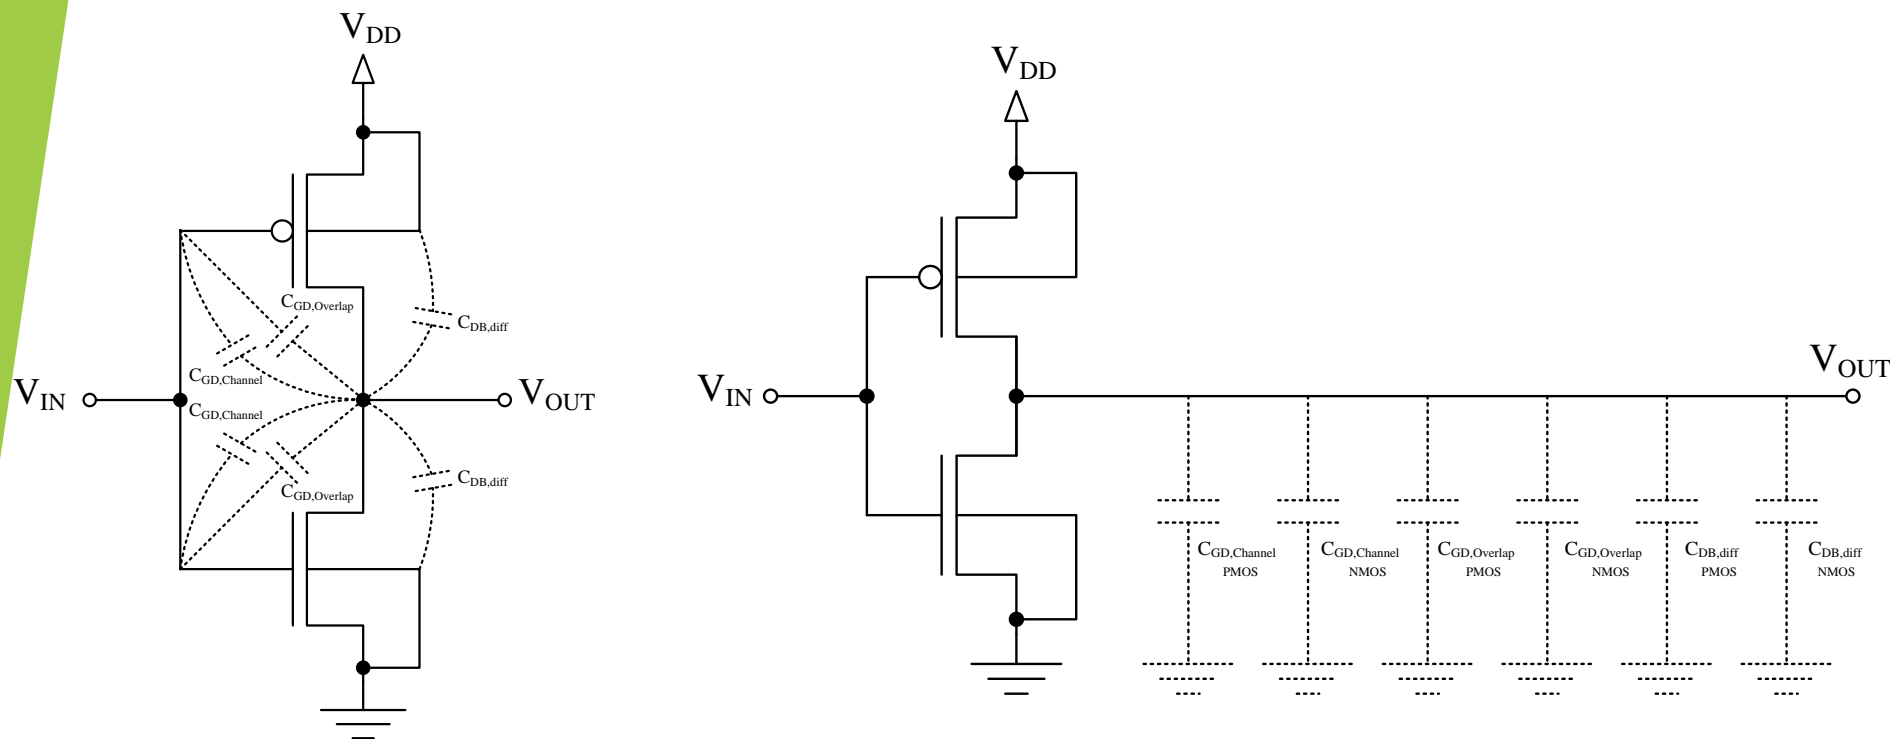 VDD
CGD,Overlap
CDB,diff
CGD,Channel
VIN
VOUT
CGD,Channel
CDB,diff
CGD,Overlap
VDD
VIN
VOUT
CGD,Channel
PMOS
CGD,Channel
NMOS
CGD,Overlap
PMOS
CGD,Overlap
NMOS
CDB,diff
PMOS
CDB,diff
NMOS